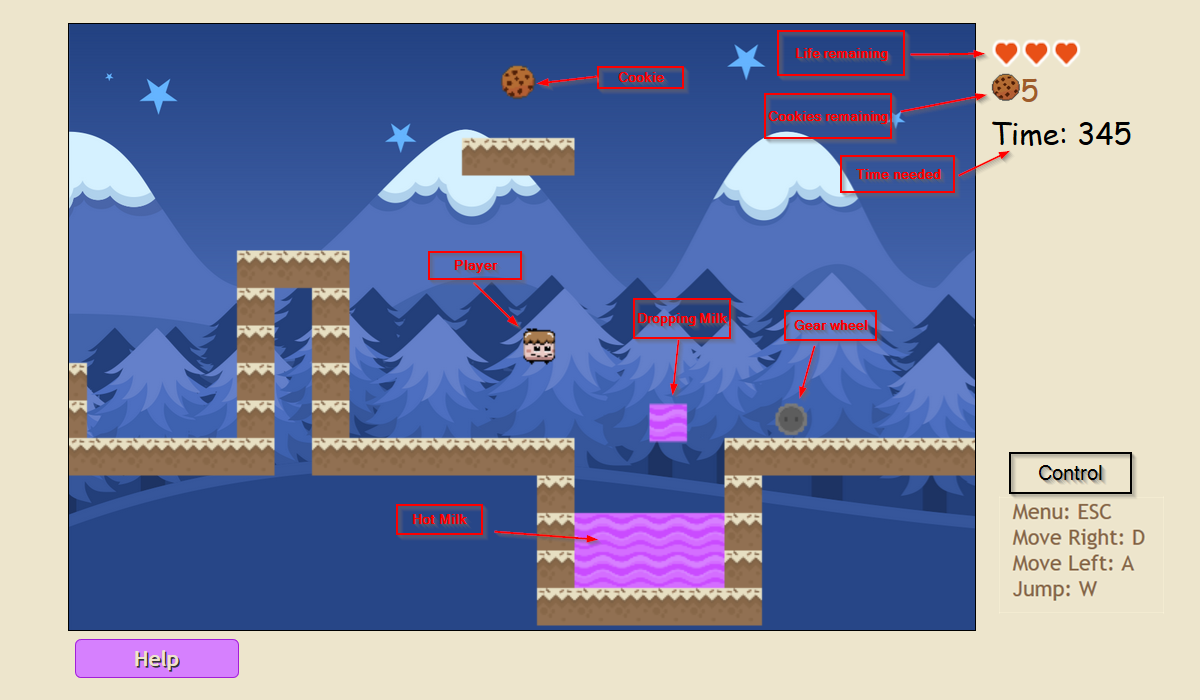 Life remaining
Cookie
5
Cookies remaining
Time: 345
Time needed
Player
Dropping Milk
Gear wheel
Control
Hot Milk
Menu: ESC
Move Right: D
Move Left: A
Jump: W
Help